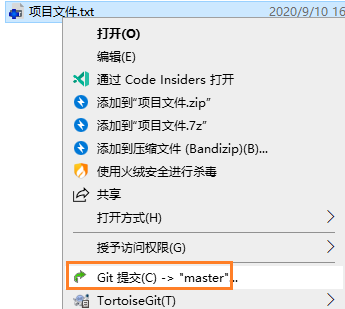 项目文件.txt 2020/9/10 16
打开(O)
编辑(E)
通过 Code Insiders 打开
添加到"项目文件.zip"
添加到"项目文件.7z"
添加到压缩文件 (Bandizip)(B)...
使用火绒安全进行杀毒
共享
打开方式(H)
授予访问权限(G)
Git 提交(C) -> "master"...
TortoiseGit(T)